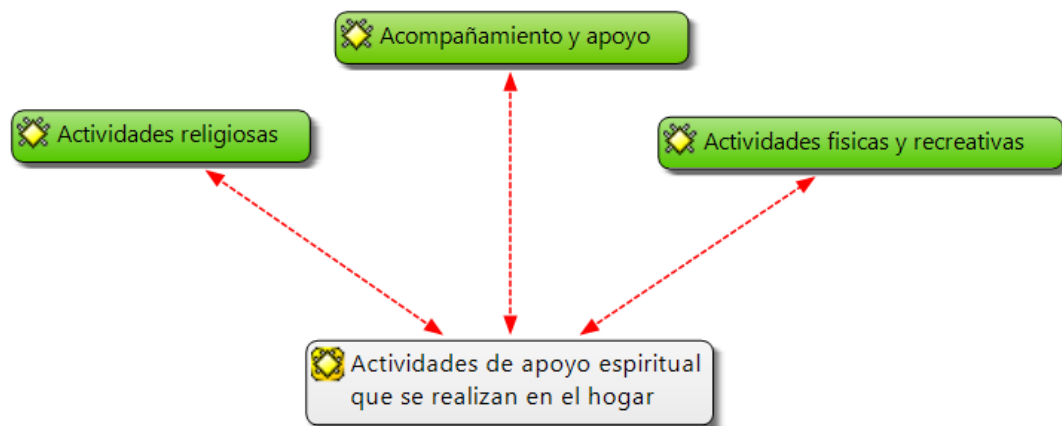 Acompañamiento y apoyo
Actividades religiosas
Actividades fisicas y recreativas
Actividades de apoyo espiritual
que se realizan en el hogar